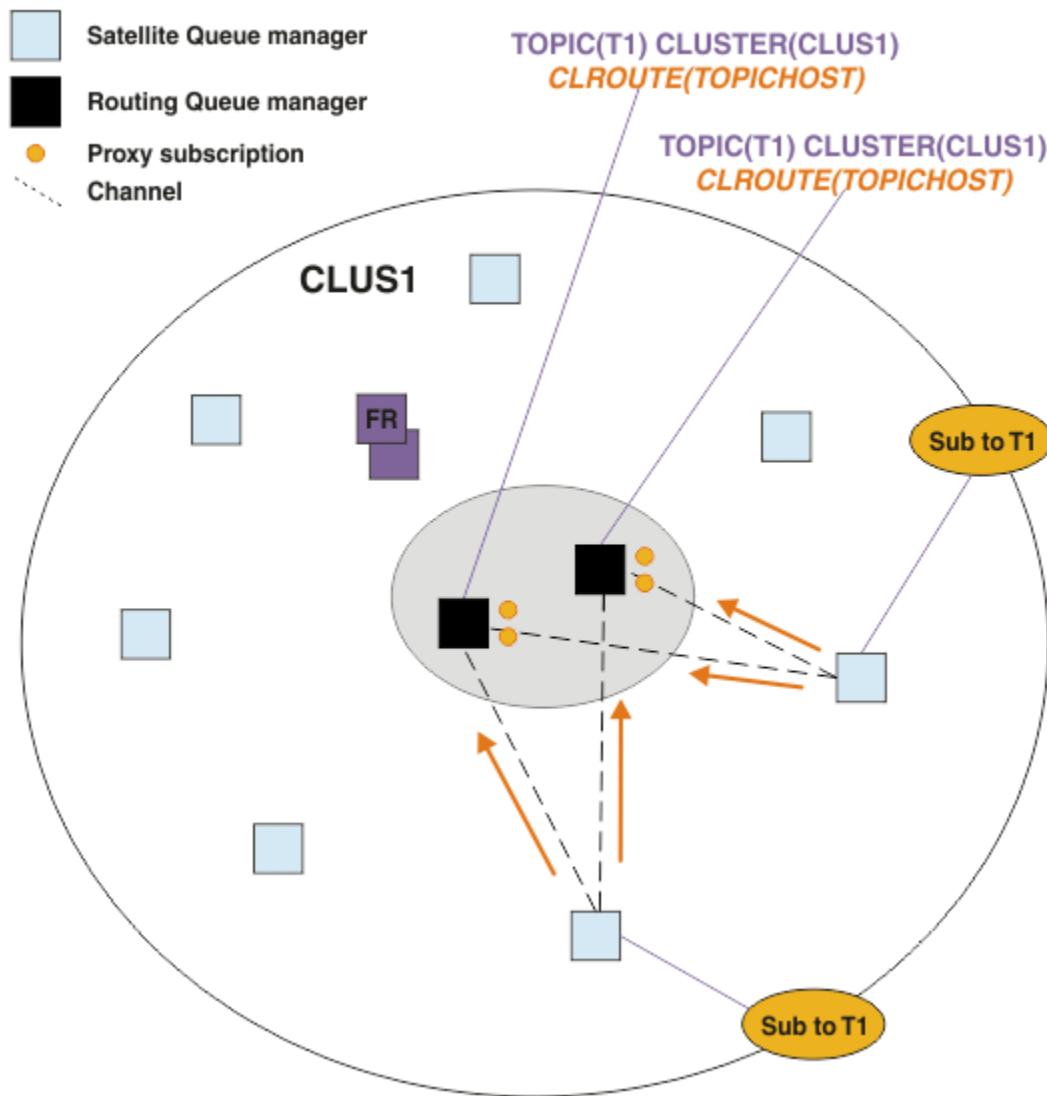 Satellite Queue manager
Routing Queue manager
Proxy subscription
Channel
TOPIC(T1) CLUSTER(CLUS1)
CLROUTE(TOPICHOST)
TOPIC(T1) CLUSTER(CLUS1)
CLROUTE(TOPICHOST)
CLUS1
FR
Sub to T1
Sub to T1